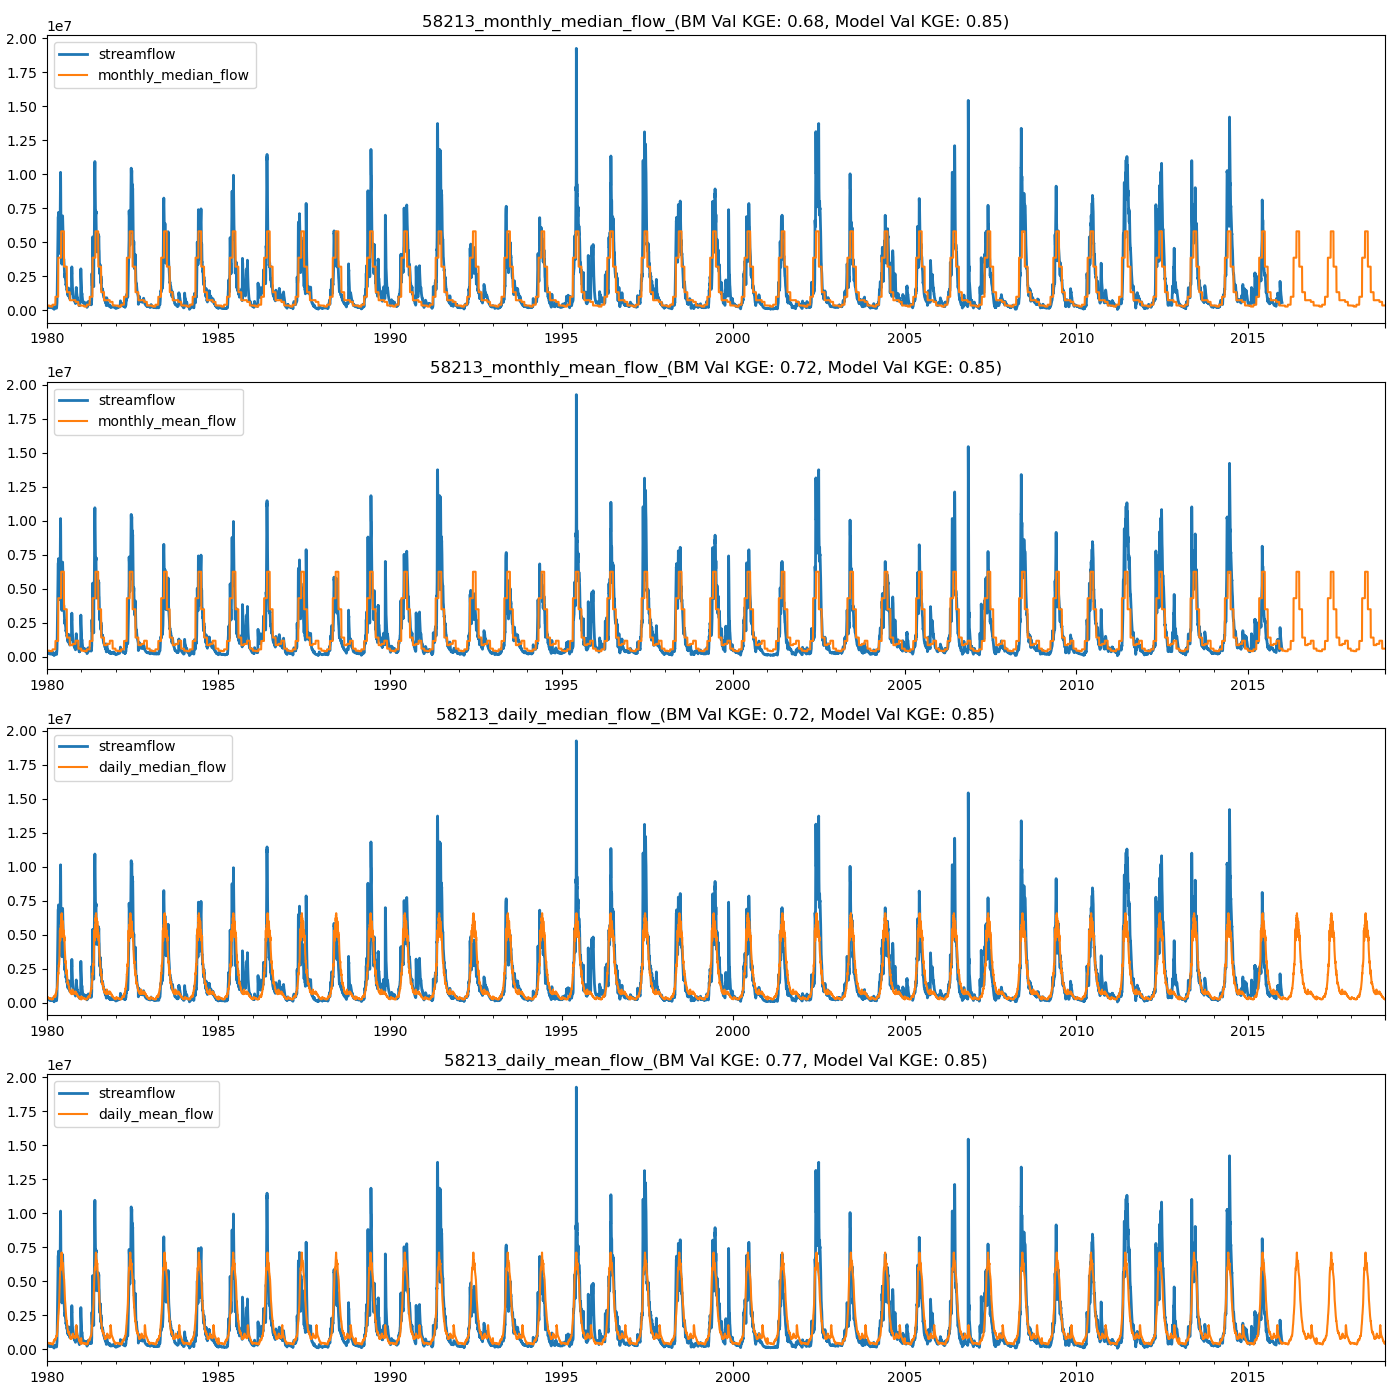 58213_monthly_median_flow_(BM Val KGE: 0.68, Model Val KGE: 0.85)
1e7
streamflow
monthly_median_flow
2.00
1.75
1.50
1.25
1.00
0.75
0.50
0.25
0.00
1980 1985 1990 1995 2000 2005 2010 2015
58213_monthly_mean_flow_(BM Val KGE: 0.72, Model Val KGE: 0.85)
1e7
streamflow
monthly_mean_flow
2.00
1.75
1.50
1.25
1.00
0.75
0.50
0.25
0.00
1980 1985 1990 1995 2000 2005 2010 2015
58213_daily_median_flow_(BM Val KGE: 0.72, Model Val KGE: 0.85)
1e7
streamflow
daily_median_flow
2.00
1.75
1.50
1.25
1.00
0.75
0.50
0.25
0.00
1980 1985 1990 1995 2000 2005 2010 2015
58213_daily_mean_flow_(BM Val KGE: 0.77, Model Val KGE: 0.85)
1e7
streamflow
daily_mean_flow
2.00
1.75
1.50
1.25
1.00
0.75
0.50
0.25
0.00
1980 1985 1990 1995 2000 2005 2010 2015